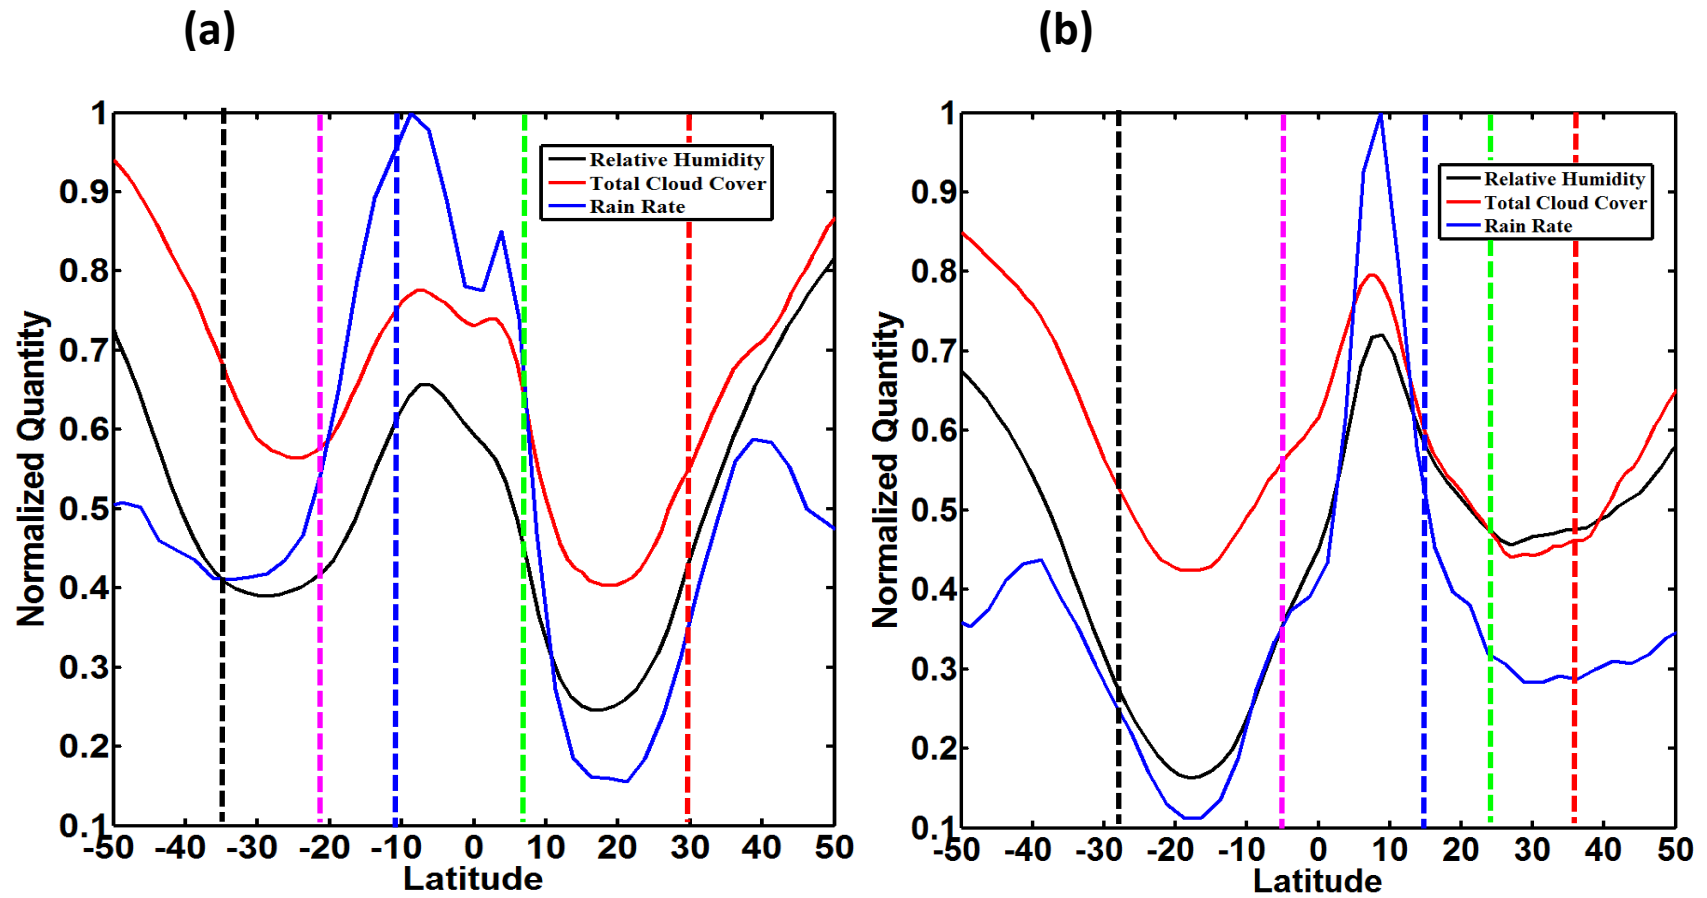 (a)
(b)
1
0.9
0.8
0.7
0.6
0.5
0.4
0.3
0.2
0.1
Normalized Quantity
Relative Humidity
Total Cloud Cover
Rain Rate
-50 -40 -30 -20 -10 0 10 20 30 40 50
Latitude
1
0.9
0.8
0.7
0.6
0.5
0.4
0.3
0.2
0.1
Normalized Quantity
Relative Humidity
Total Cloud Cover
Rain Rate
-50 -40 -30 -20 -10 0 10 20 30 40 50
Latitude